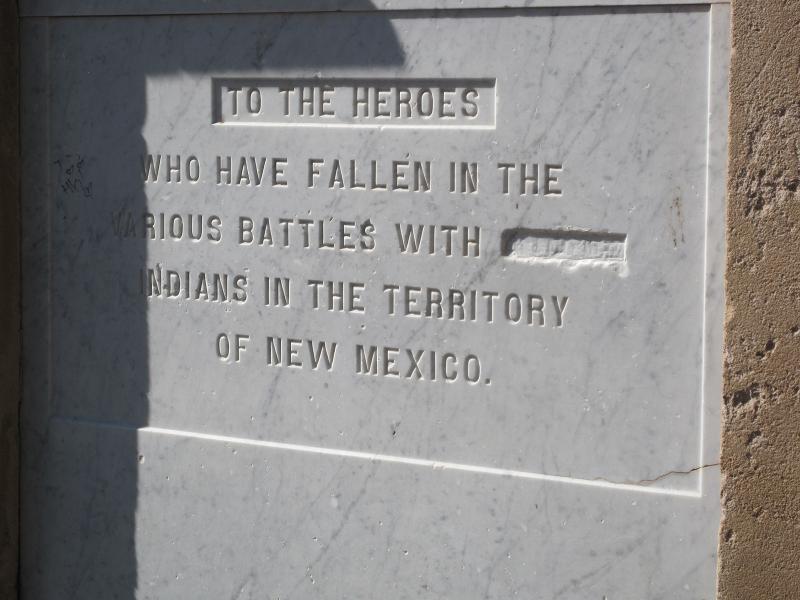 TO THE HEROES
WHO HAVE FALLEN IN THE
VARIOUS BATTLES WITH
INDIANS IN THE TERRITORY
OF NEW MEXICO.